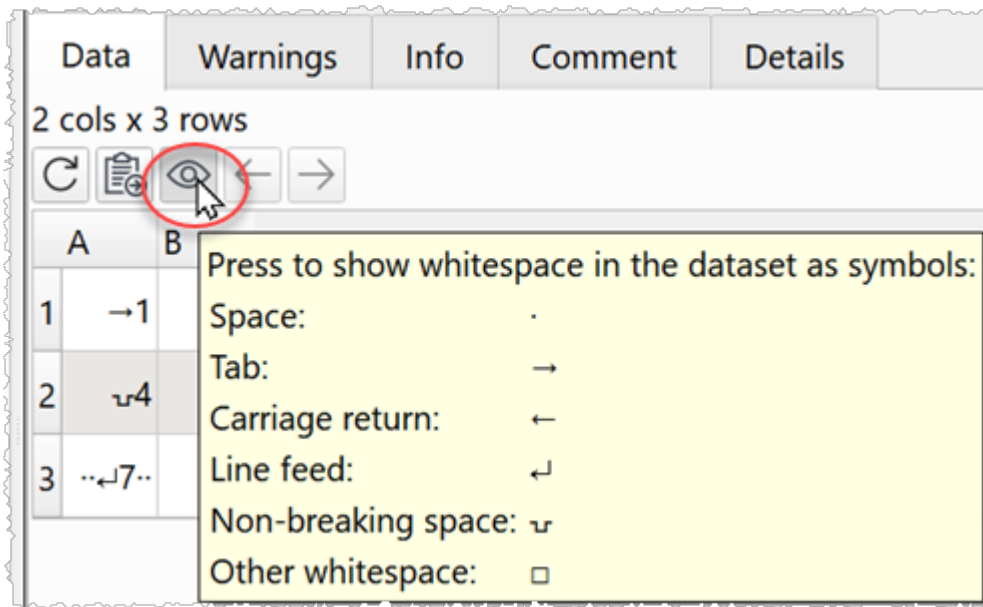 Data Warnings Info Comment Details
2 cols x 3 rows
A B
Press to show whitespace in the dataset as symbols:
1 →1
Space: ·
Tab: →
2 ⍽4
Carriage return: ←
Line feed: ↵
3 ··↵7··
Non-breaking space: ⍽
Other whitespace: □